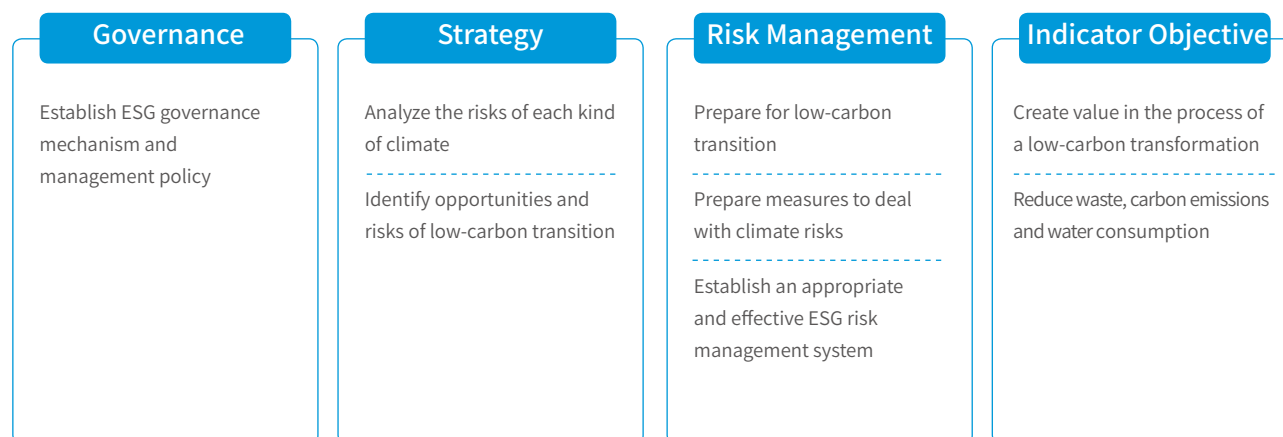 Governance
Establish ESG governance
mechanism and
management policy
Strategy
Analyze the risks of each kind
of climate
Identify opportunities and
risks of low-carbon transition
Risk Management
Prepare for low-carbon
transition
Prepare measures to deal
with climate risks
Establish an appropriate
and effective ESG risk
management system
Indicator Objective
Create value in the process of
a low-carbon transformation
Reduce waste, carbon emissions
and water consumption